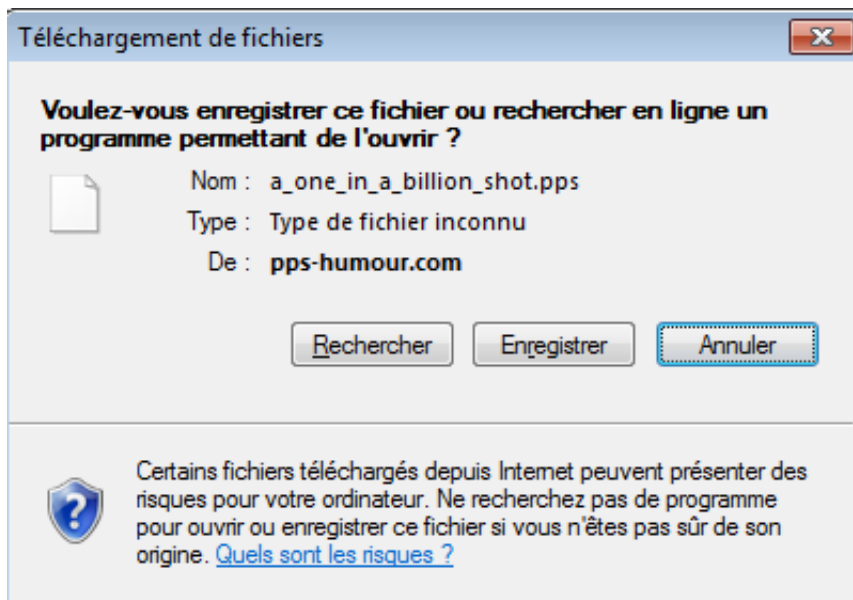 Téléchargement de fichiers
Voulez-vous enregistrer ce fichier ou rechercher en ligne un
programme permettant de l'ouvrir ?
Nom : a_one_in_a_billion_shot.pps
Type : Type de fichier inconnu
De : pps-humour.com
Rechercher Enregistrer Annuler
Certains fichiers téléchargés depuis Internet peuvent présenter des
risques pour votre ordinateur. Ne recherchez pas de programme
pour ouvrir ou enregistrer ce fichier si vous n'êtes pas sûr de son
origine. Quels sont les risques ?